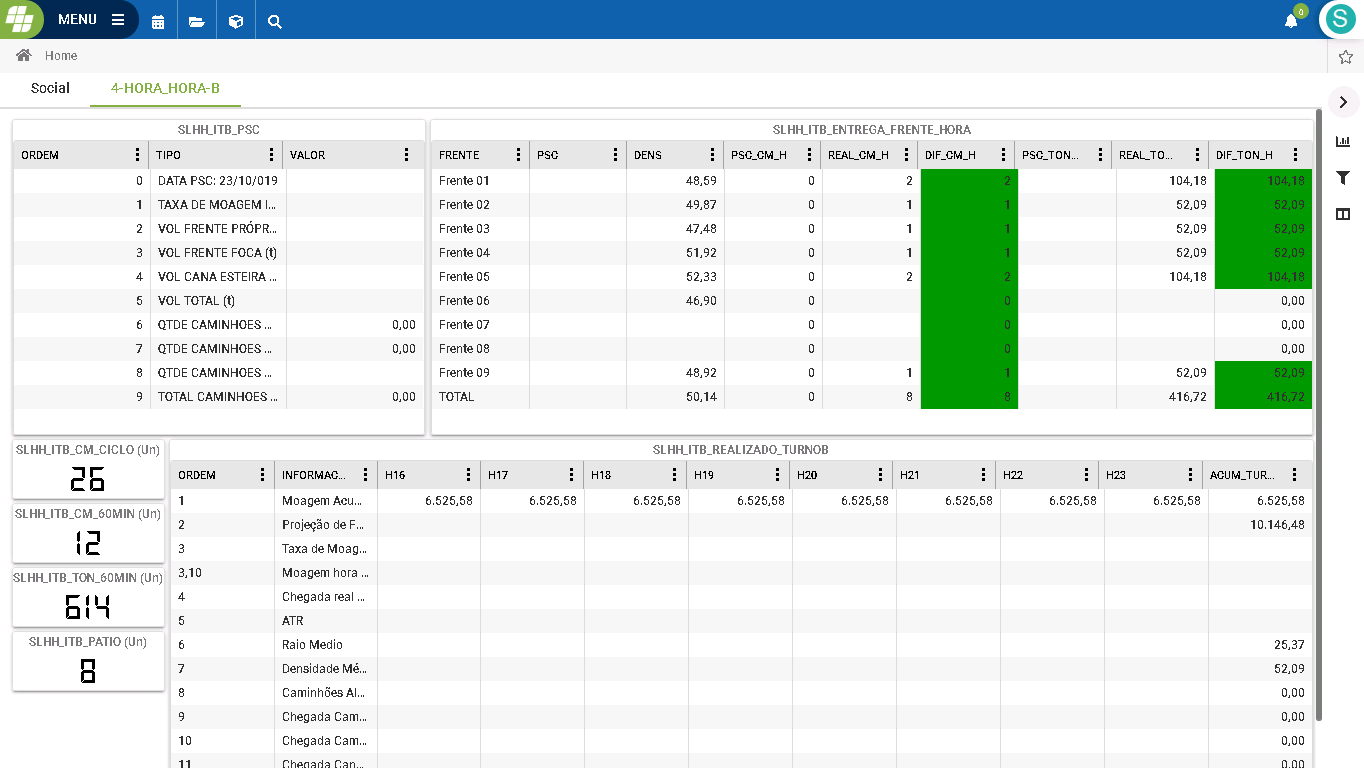 MENU
0
S
Home
Social 4-HORA_HORA-B
SLHH_ITB_PSC
ORDEM TIPO VALOR
0 DATA PSC: 23/10/019
1 TAXA DE MOAGEM I...
2 VOL FRENTE PRÓPR...
3 VOL FRENTE FOCA (t)
4 VOL CANA ESTEIRA ...
5 VOL TOTAL (t)
6 QTDE CAMINHOES ... 0,00
7 QTDE CAMINHOES ... 0,00
8 QTDE CAMINHOES ...
9 TOTAL CAMINHOES ... 0,00
SLHH_ITB_ENTREGA_FRENTE_HORA
FRENTE PSC DENS PSC_CM_H REAL_CM_H DIF_CM_H PSC_TON... REAL_TO... DIF_TON_H
Frente 01 48,59 0 2 2 104,18 104,18
Frente 02 49,87 0 1 1 52,09 52,09
Frente 03 47,48 0 1 1 52,09 52,09
Frente 04 51,92 0 1 1 52,09 52,09
Frente 05 52,33 0 2 2 104,18 104,18
Frente 06 46,90 0 0 0,00
Frente 07 0 0 0,00
Frente 08 0 0 0,00
Frente 09 48,92 0 1 1 52,09 52,09
TOTAL 50,14 0 8 8 416,72 416,72
SLHH_ITB_CM_CICLO (Un)
26
SLHH_ITB_CM_60MIN (Un)
12
SLHH_ITB_TON_60MIN (Un)
614
SLHH_ITB_PATIO (Un)
8
SLHH_ITB_REALIZADO_TURNOB
ORDEM INFORMAC... H16 H17 H18 H19 H20 H21 H22 H23 ACUM_TUR...
1 Moagem Acu... 6.525,58 6.525,58 6.525,58 6.525,58 6.525,58 6.525,58 6.525,58 6.525,58 6.525,58
2 Projeção de F... 10.146,48
3 Taxa de Moag...
3,10 Moagem hora ...
4 Chegada real ...
5 ATR
6 Raio Medio 25,37
7 Densidade Mé... 52,09
8 Caminhões Al... 0,00
9 Chegada Cam... 0,00
10 Chegada Cam... 0,00
11 Chegada Cam... 0,00